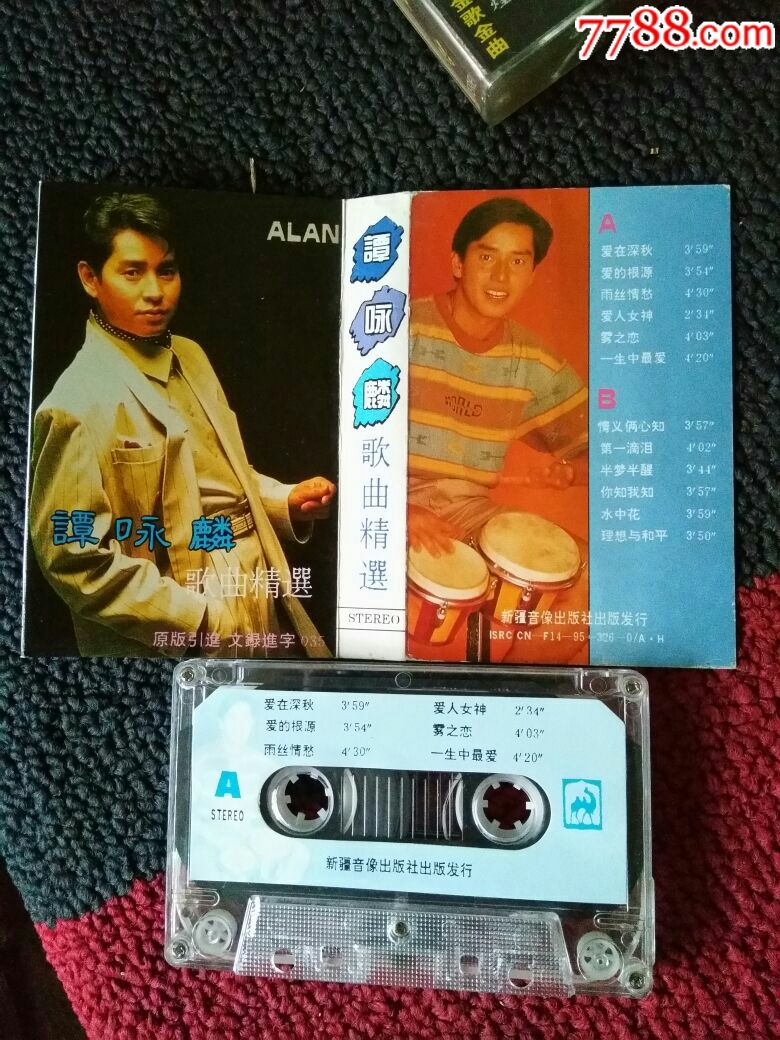 7788.com
金歌金曲
ALAN
譚咏麟
歌曲精選
原版引進 文錄進字 035
譚
咏
麟
歌曲精選
STEREO
A
爱在深秋 3′59″
爱的根源 3′54″
雨丝情愁 4′30″
爱人女神 2′34″
雾之恋 4′03″
一生中最爱 4′20″
B
情义俩心知 3′57″
第一滴泪 4′02″
半梦半醒 3′44″
你知我知 3′57″
水中花 3′59″
理想与和平 3′50″
新疆音像出版社出版发行
ISRC CN—F14—95—326—0/A·H
爱在深秋 3′59″ 爱人女神 2′34″
爱的根源 3′54″ 雾之恋 4′03″
雨丝情愁 4′30″ 一生中最爱 4′20″
A
STEREO
新疆音像出版社出版发行
WORLD